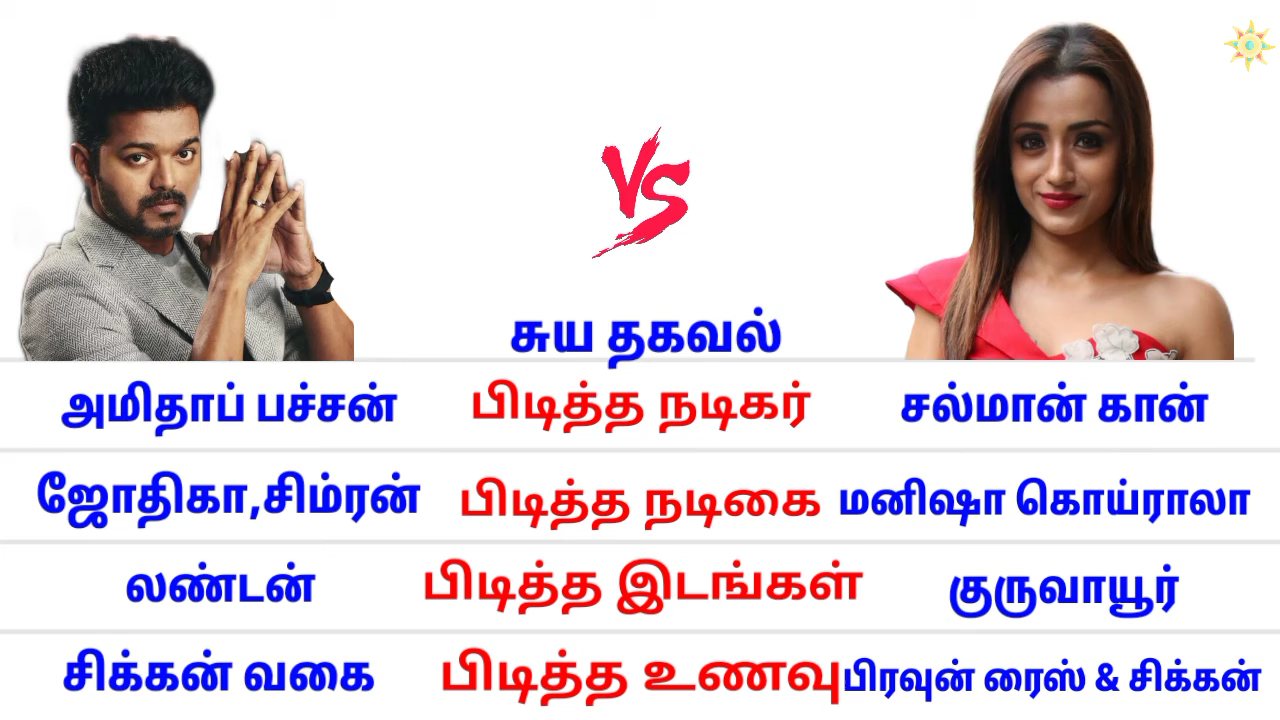 VS
சுய தகவல்
அமிதாப் பச்சன் பிடித்த நடிகர் சல்மான் கான்
ஜோதிகா,சிம்ரன் பிடித்த நடிகை மனிஷா கொய்ராலா
லண்டன் பிடித்த இடங்கள் குருவாயூர்
சிக்கன் வகை பிடித்த உணவு பிரவுன் ரைஸ் & சிக்கன்